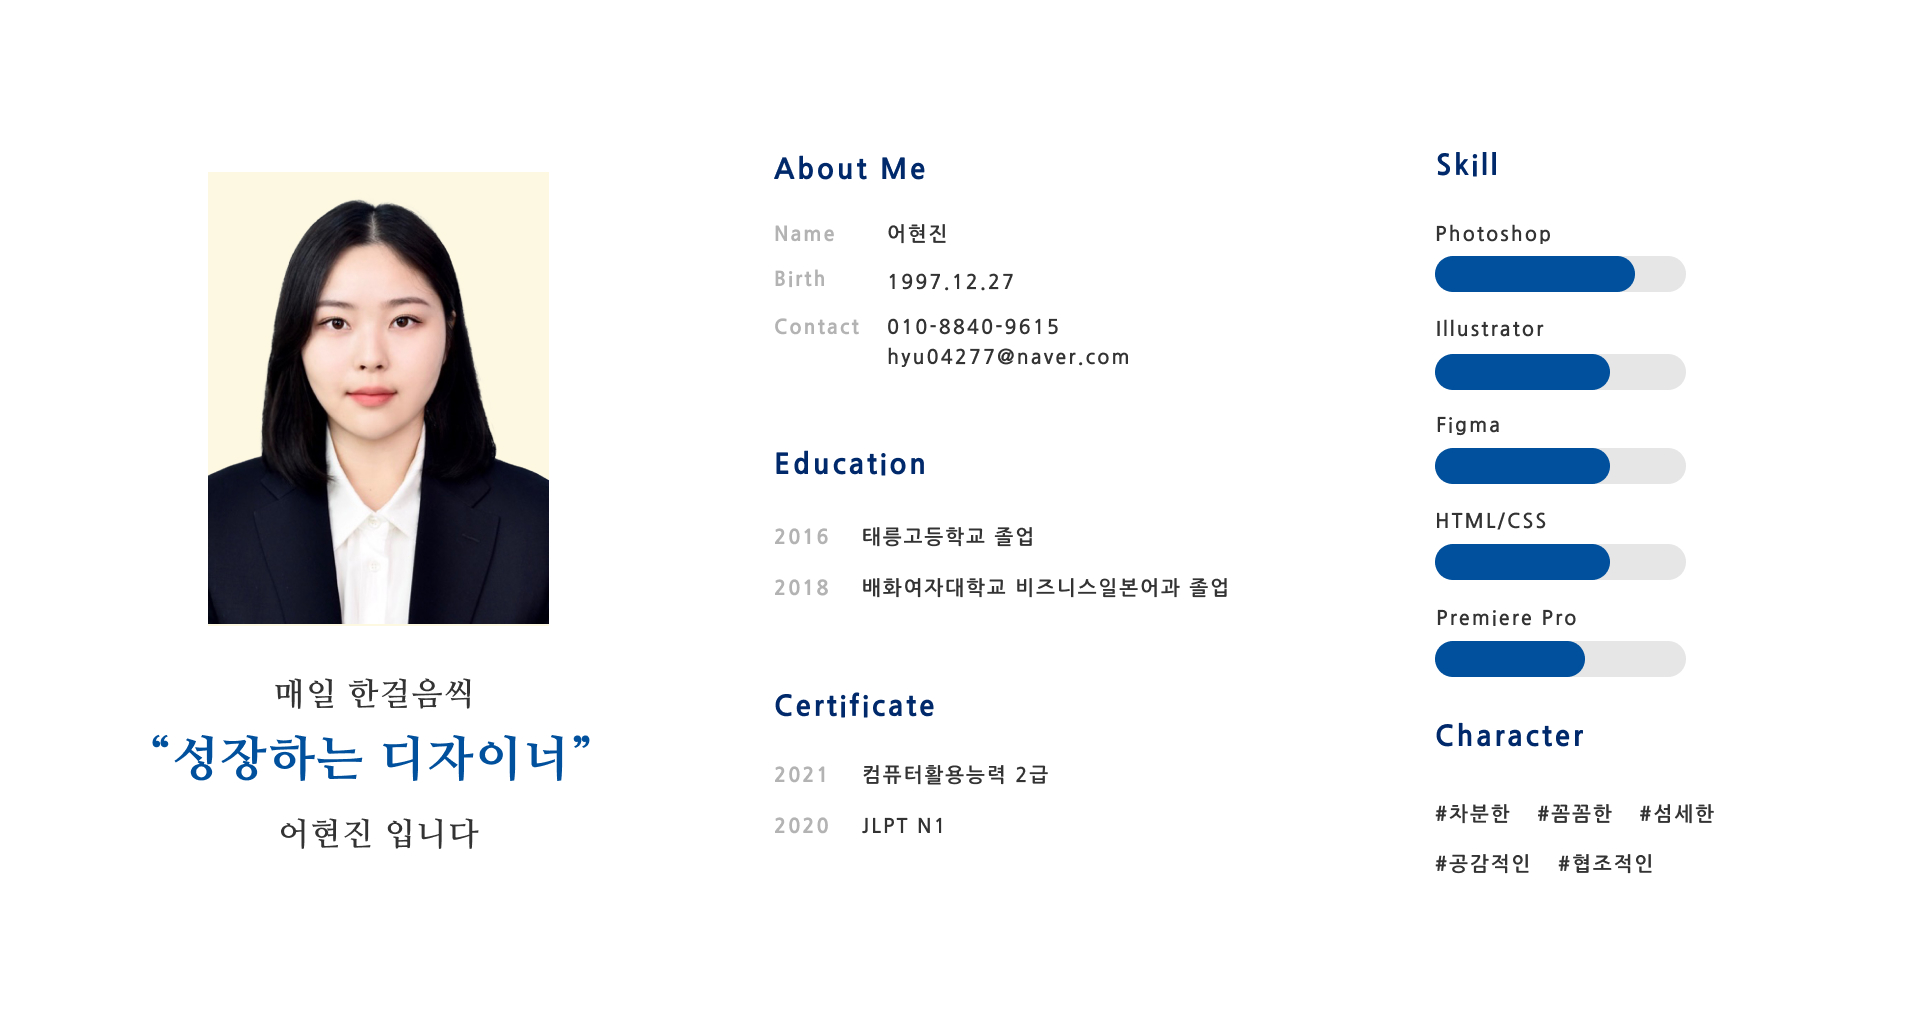 매일 한걸음씩
“성장하는 디자이너”
어현진 입니다
About Me
Name 어현진
Birth 1997.12.27
Contact 010-8840-9615
hyu04277@naver.com
Education
2016 태릉고등학교 졸업
2018 배화여자대학교 비즈니스일본어과 졸업
Certificate
2021 컴퓨터활용능력 2급
2020 JLPT N1
Skill
Photoshop
Illustrator
Figma
HTML/CSS
Premiere Pro
Character
#차분한 #꼼꼼한 #섬세한
#공감적인 #협조적인